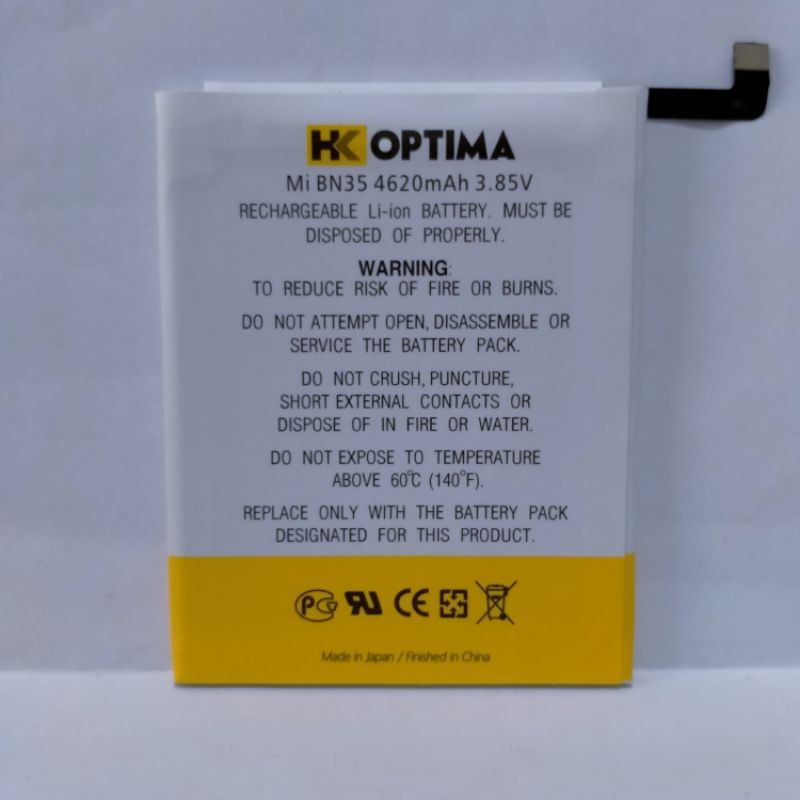 HK OPTIMA
Mi BN35 4620mAh 3.85V
RECHARGEABLE Li-ion BATTERY. MUST BE
DISPOSED OF PROPERLY.
WARNING:
TO REDUCE RISK OF FIRE OR BURNS.
DO NOT ATTEMPT OPEN, DISASSEMBLE OR
SERVICE THE BATTERY PACK.
DO NOT CRUSH, PUNCTURE,
SHORT EXTERNAL CONTACTS OR
DISPOSE OF IN FIRE OR WATER.
DO NOT EXPOSE TO TEMPERATURE
ABOVE 60℃ (140°F).
REPLACE ONLY WITH THE BATTERY PACK
DESIGNATED FOR THIS PRODUCT.
PG RU CE
Made in Japan / Finished in China